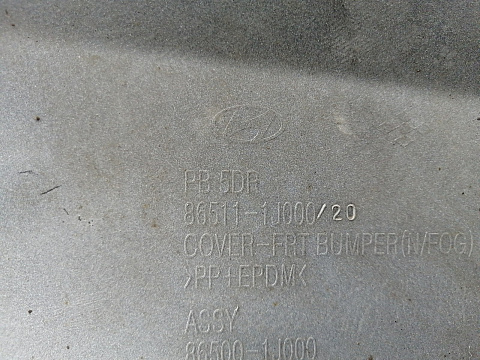 PB 5DR
86511-1J000/20
COVER-FRT BUMPER(N/FOG)
>PP+EPDM<
ASSY
86500-1J000